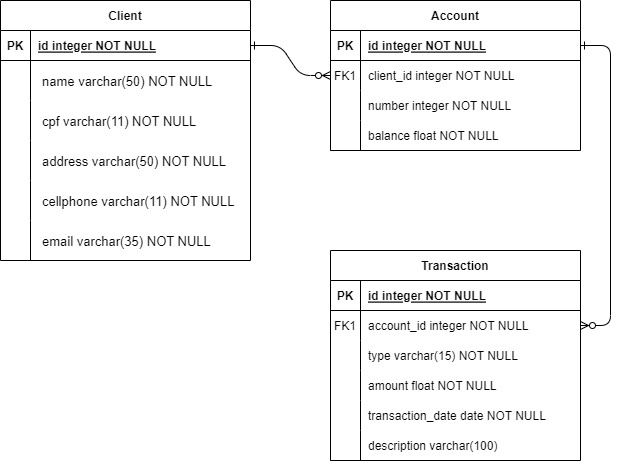 Client
PK id integer NOT NULL
name varchar(50) NOT NULL
cpf varchar(11) NOT NULL
address varchar(50) NOT NULL
cellphone varchar(11) NOT NULL
email varchar(35) NOT NULL
Account
PK id integer NOT NULL
FK1 client_id integer NOT NULL
number integer NOT NULL
balance float NOT NULL
Transaction
PK id integer NOT NULL
FK1 account_id integer NOT NULL
type varchar(15) NOT NULL
amount float NOT NULL
transaction_date date NOT NULL
description varchar(100)